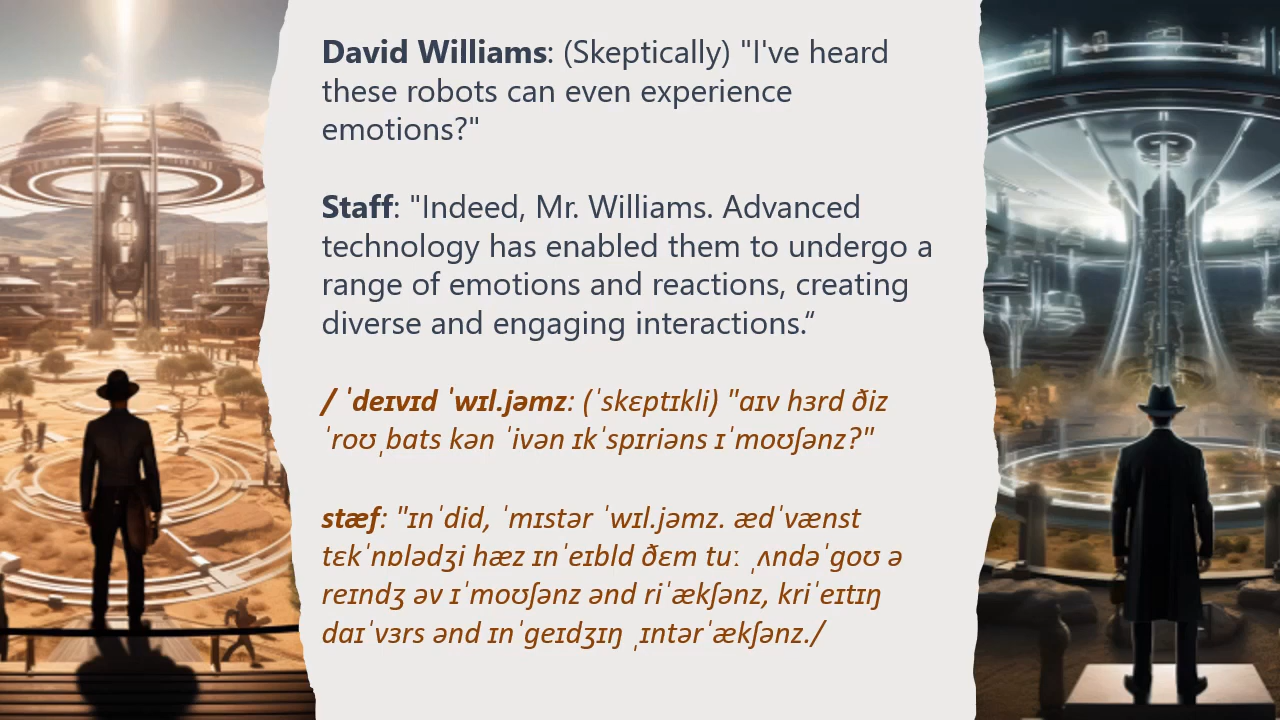 David Williams: (Skeptically) "I've heard
these robots can even experience
emotions?"
Staff: "Indeed, Mr. Williams. Advanced
technology has enabled them to undergo a
range of emotions and reactions, creating
diverse and engaging interactions.“
/ ˈdeɪvɪd ˈwɪl.jəmz: (ˈskɛptɪkli) "aɪv hɜrd ðiz
ˈroʊˌbɑts kən ˈivən ɪkˈspɪriəns ɪˈmoʊʃənz?"
stæf: "ɪnˈdid, ˈmɪstər ˈwɪl.jəmz. ædˈvænst
tɛkˈnɒlədʒi hæz ɪnˈeɪbld ðɛm tuː ˌʌndəˈgoʊ ə
reɪndʒ əv ɪˈmoʊʃənz ənd riˈækʃənz, kriˈeɪtɪŋ
daɪˈvɜrs ənd ɪnˈgeɪdʒɪŋ ˌɪntərˈækʃənz./